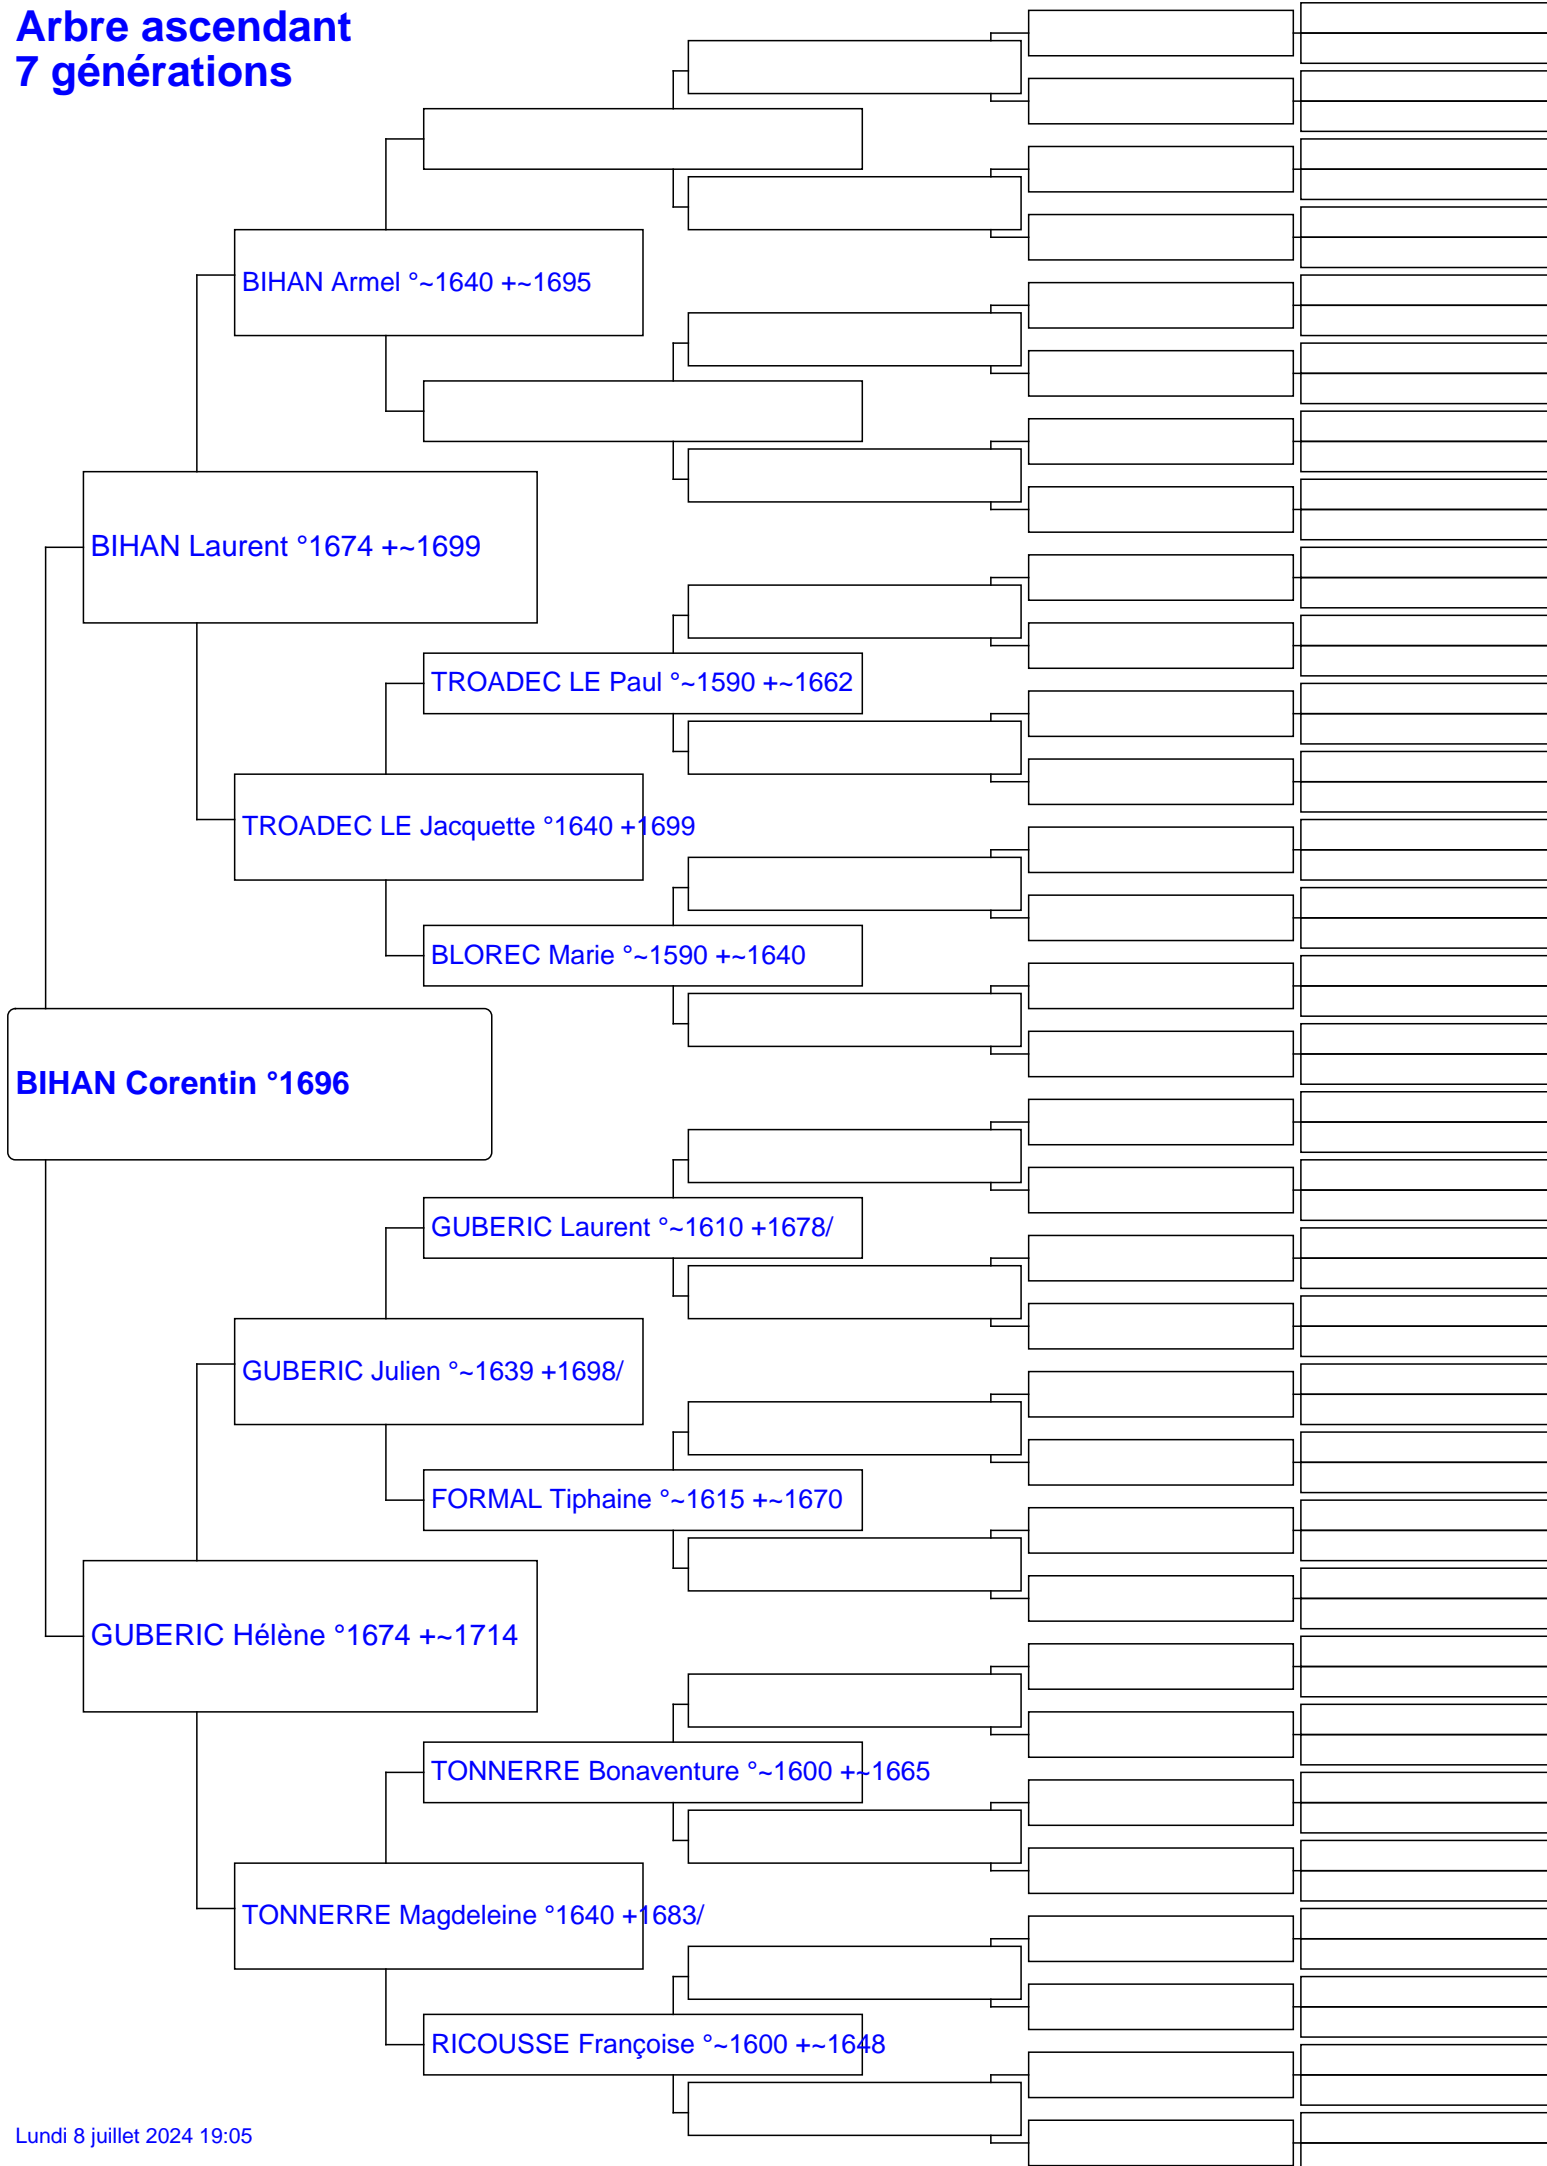 Arbre ascendant
7 générations
BIHAN Armel °~1640 +~1695
BIHAN Laurent °1674 +~1699
TROADEC LE Paul °~1590 +~1662
TROADEC LE Jacquette °1640 +1699
BLOREC Marie °~1590 +~1640
BIHAN Corentin °1696
GUBERIC Laurent °~1610 +1678/
GUBERIC Julien °~1639 +1698/
FORMAL Tiphaine °~1615 +~1670
GUBERIC Hélène °1674 +~1714
TONNERRE Bonaventure °~1600 +~1665
TONNERRE Magdeleine °1640 +1683/
RICOUSSE Françoise °~1600 +~1648
Lundi 8 juillet 2024 19:05